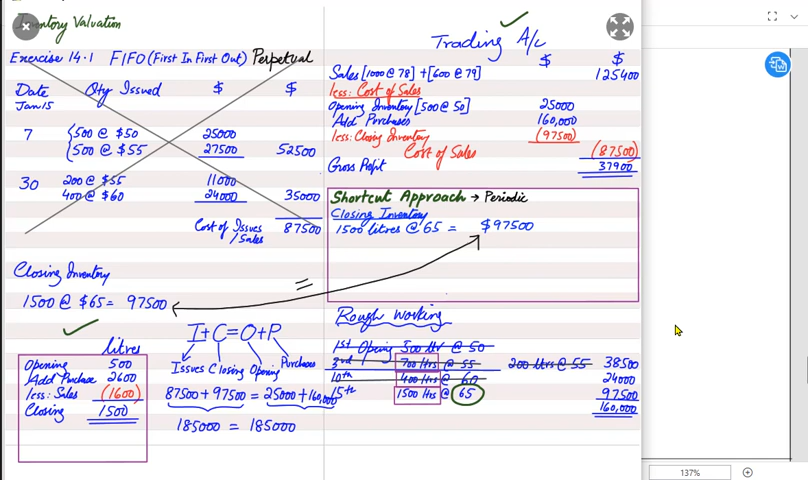 Inventory Valuation
Exercise 14.1 FIFO (First In First Out) Perpetual
Date Qty Issued $ $
Jan 15
7 500 @ $50 25000
500 @ $55 27500 52500
30 200 @ $55 11000
400 @ $60 24000 35000
Cost of Issues / Sales 87500
Closing Inventory
1500 @ $65 = 97500
litres
Opening 500
Add Purchase 2600
less: Sales (1600)
Closing 1500
I + C = O + P
Issues Closing Opening Purchases
87500 + 97500 = 25000 + 160,000
185000 = 185000
Trading A/c
$ $
Sales [1000 @ 78] + [600 @ 79] 125400
less: Cost of Sales
Opening Inventory [500 @ 50] 25000
Add Purchases 160,000
less: Closing Inventory (97500)
Cost of Sales (87500)
Gross Profit 37900
Shortcut Approach → Periodic
Closing Inventory
1500 litres @ 65 = $97500
=
Rough Working
1st Opening 500 ltr @ 50
3rd 700 ltrs @ 55 200 ltrs @ 55 38500
10th 400 ltrs @ 60 24000
15th 1500 ltrs @ 65 97500
160,000
137%